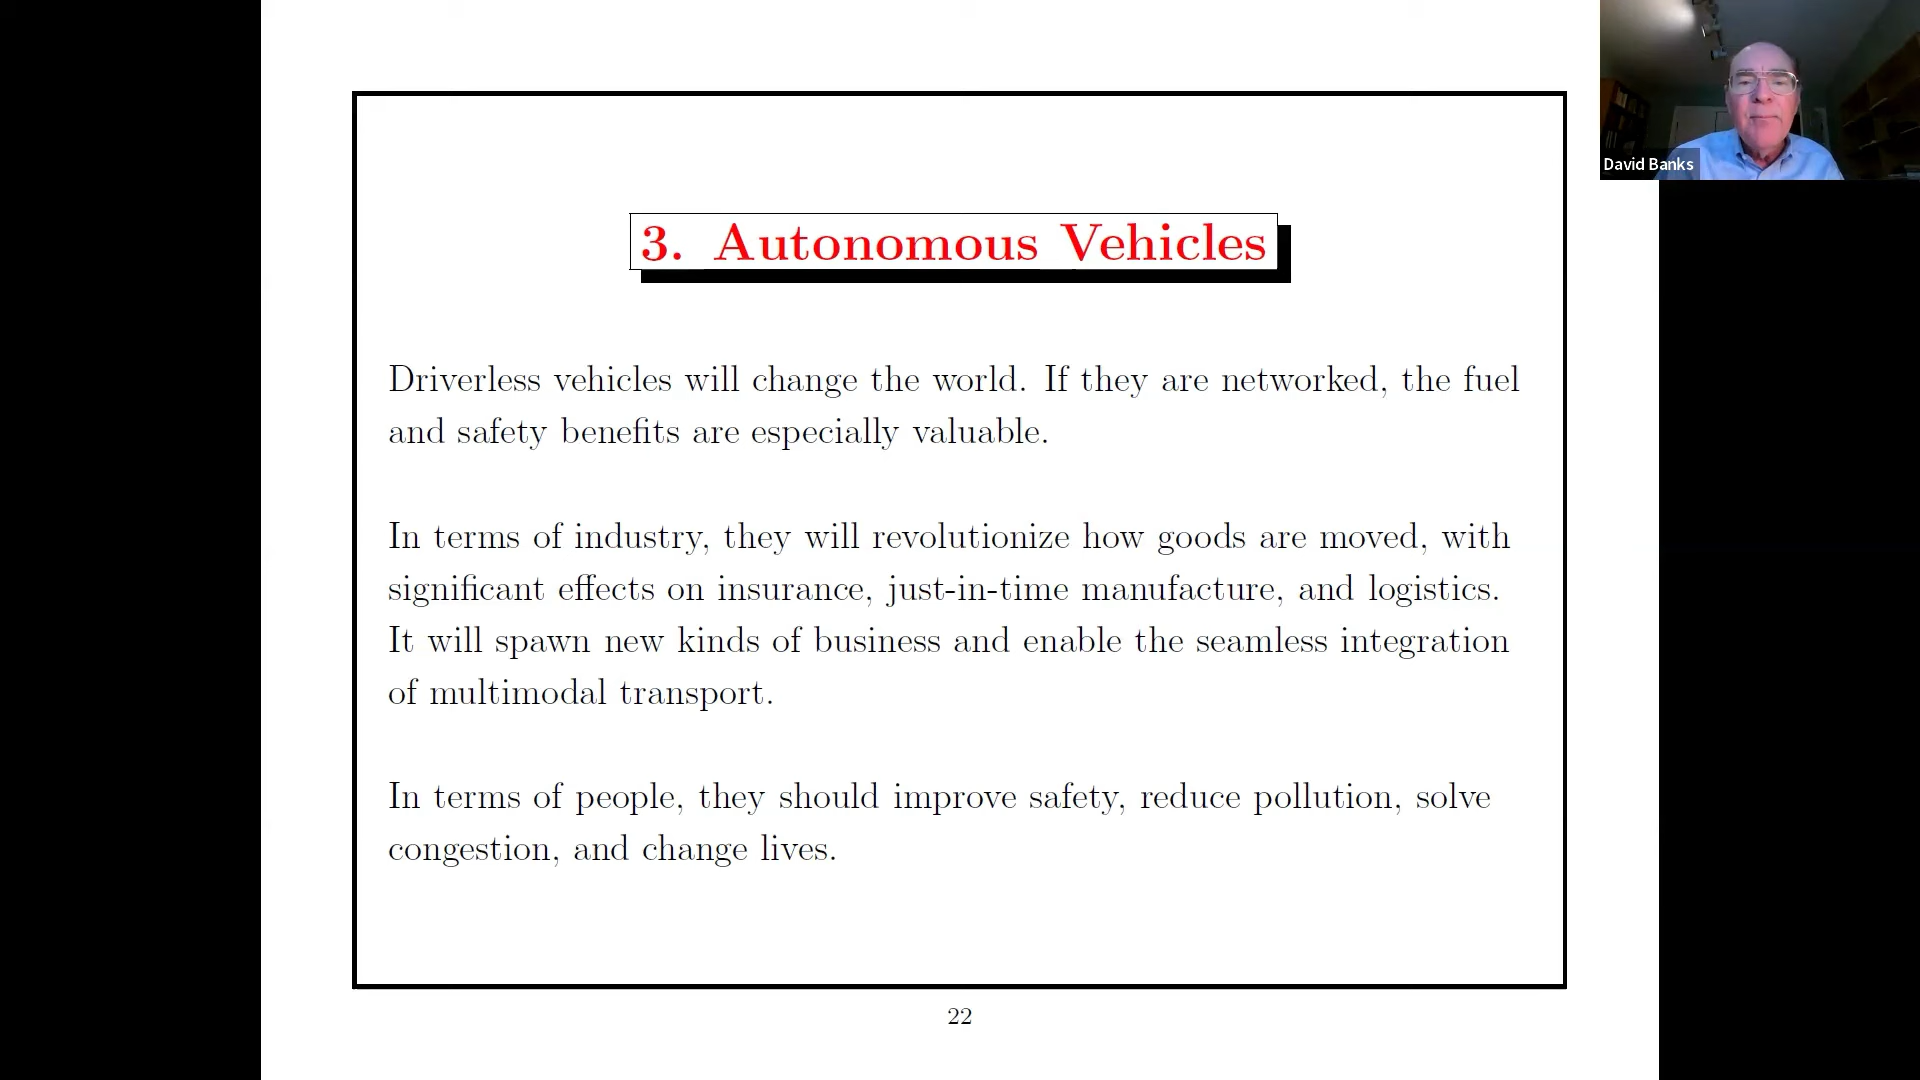 David Banks
3. Autonomous Vehicles
Driverless vehicles will change the world. If they are networked, the fuel
and safety benefits are especially valuable.
In terms of industry, they will revolutionize how goods are moved, with
significant effects on insurance, just-in-time manufacture, and logistics.
It will spawn new kinds of business and enable the seamless integration
of multimodal transport.
In terms of people, they should improve safety, reduce pollution, solve
congestion, and change lives.
22